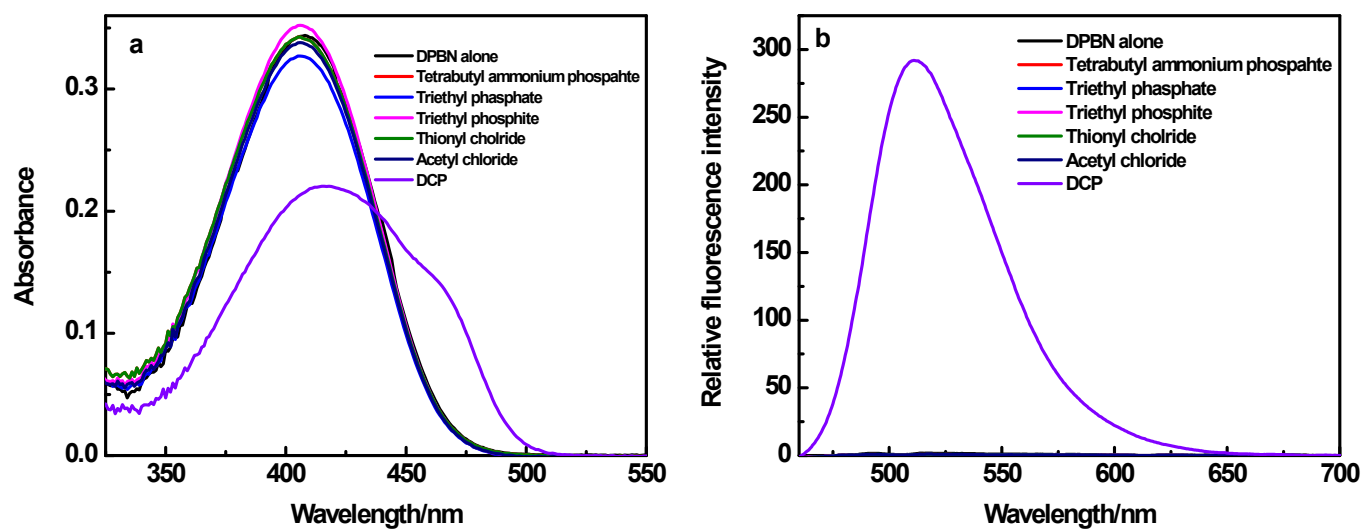 a
DPBN alone
Tetrabutyl ammonium phospahte
Triethyl phasphate
Triethyl phosphite
Thionyl cholride
Acetyl chloride
DCP
Absorbance
0.3
0.2
0.1
0.0
350 400 450 500 550
Wavelength/nm
b
DPBN alone
Tetrabutyl ammonium phospahte
Triethyl phasphate
Triethyl phosphite
Thionyl cholride
Acetyl chloride
DCP
Relative fluorescence intensity
300
250
200
150
100
50
0
500 550 600 650 700
Wavelength/nm